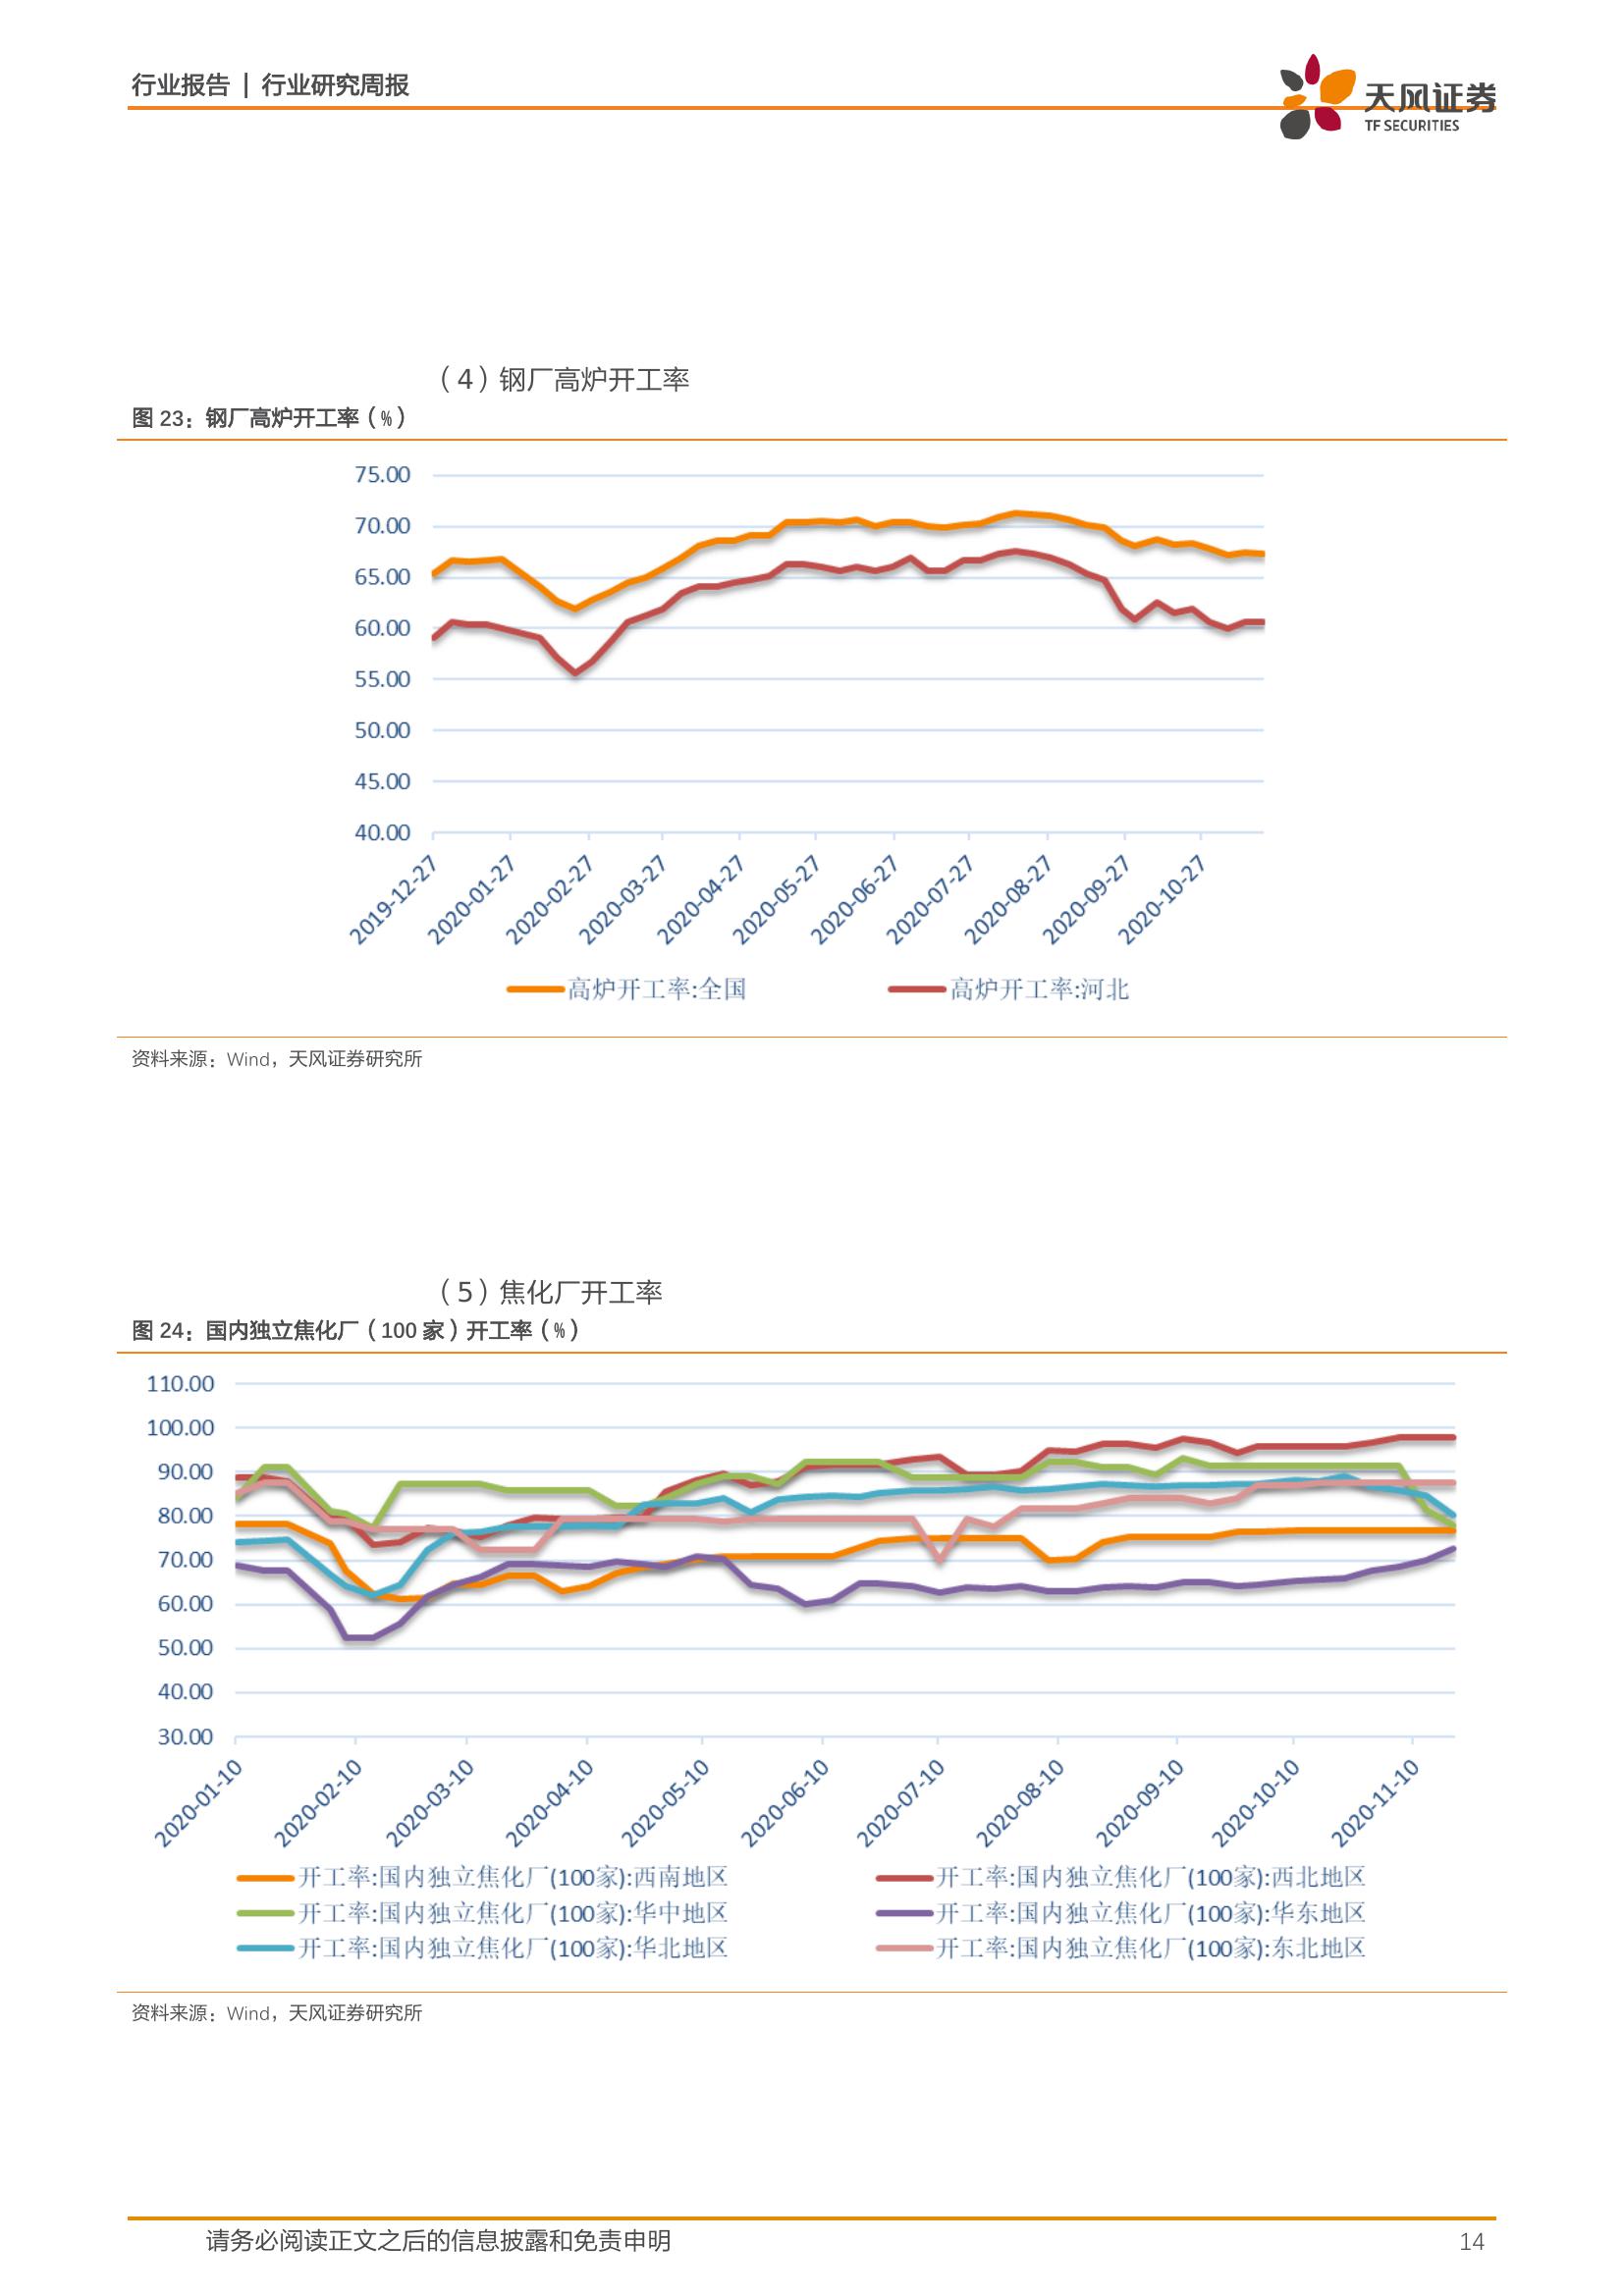 行业报告 | 行业研究周报
天风证券
TF SECURITIES
（4）钢厂高炉开工率
图 23：钢厂高炉开工率（%）
75.00
70.00
65.00
60.00
55.00
50.00
45.00
40.00
2019-12-27
2020-01-27
2020-02-27
2020-03-27
2020-04-27
2020-05-27
2020-06-27
2020-07-27
2020-08-27
2020-09-27
2020-10-27
高炉开工率:全国
高炉开工率:河北
资料来源：Wind，天风证券研究所
（5）焦化厂开工率
图 24：国内独立焦化厂（100 家）开工率（%）
110.00
100.00
90.00
80.00
70.00
60.00
50.00
40.00
30.00
2020-01-10
2020-02-10
2020-03-10
2020-04-10
2020-05-10
2020-06-10
2020-07-10
2020-08-10
2020-09-10
2020-10-10
2020-11-10
开工率:国内独立焦化厂(100家):西南地区
开工率:国内独立焦化厂(100家):西北地区
开工率:国内独立焦化厂(100家):华中地区
开工率:国内独立焦化厂(100家):华东地区
开工率:国内独立焦化厂(100家):华北地区
开工率:国内独立焦化厂(100家):东北地区
资料来源：Wind，天风证券研究所
请务必阅读正文之后的信息披露和免责申明
14